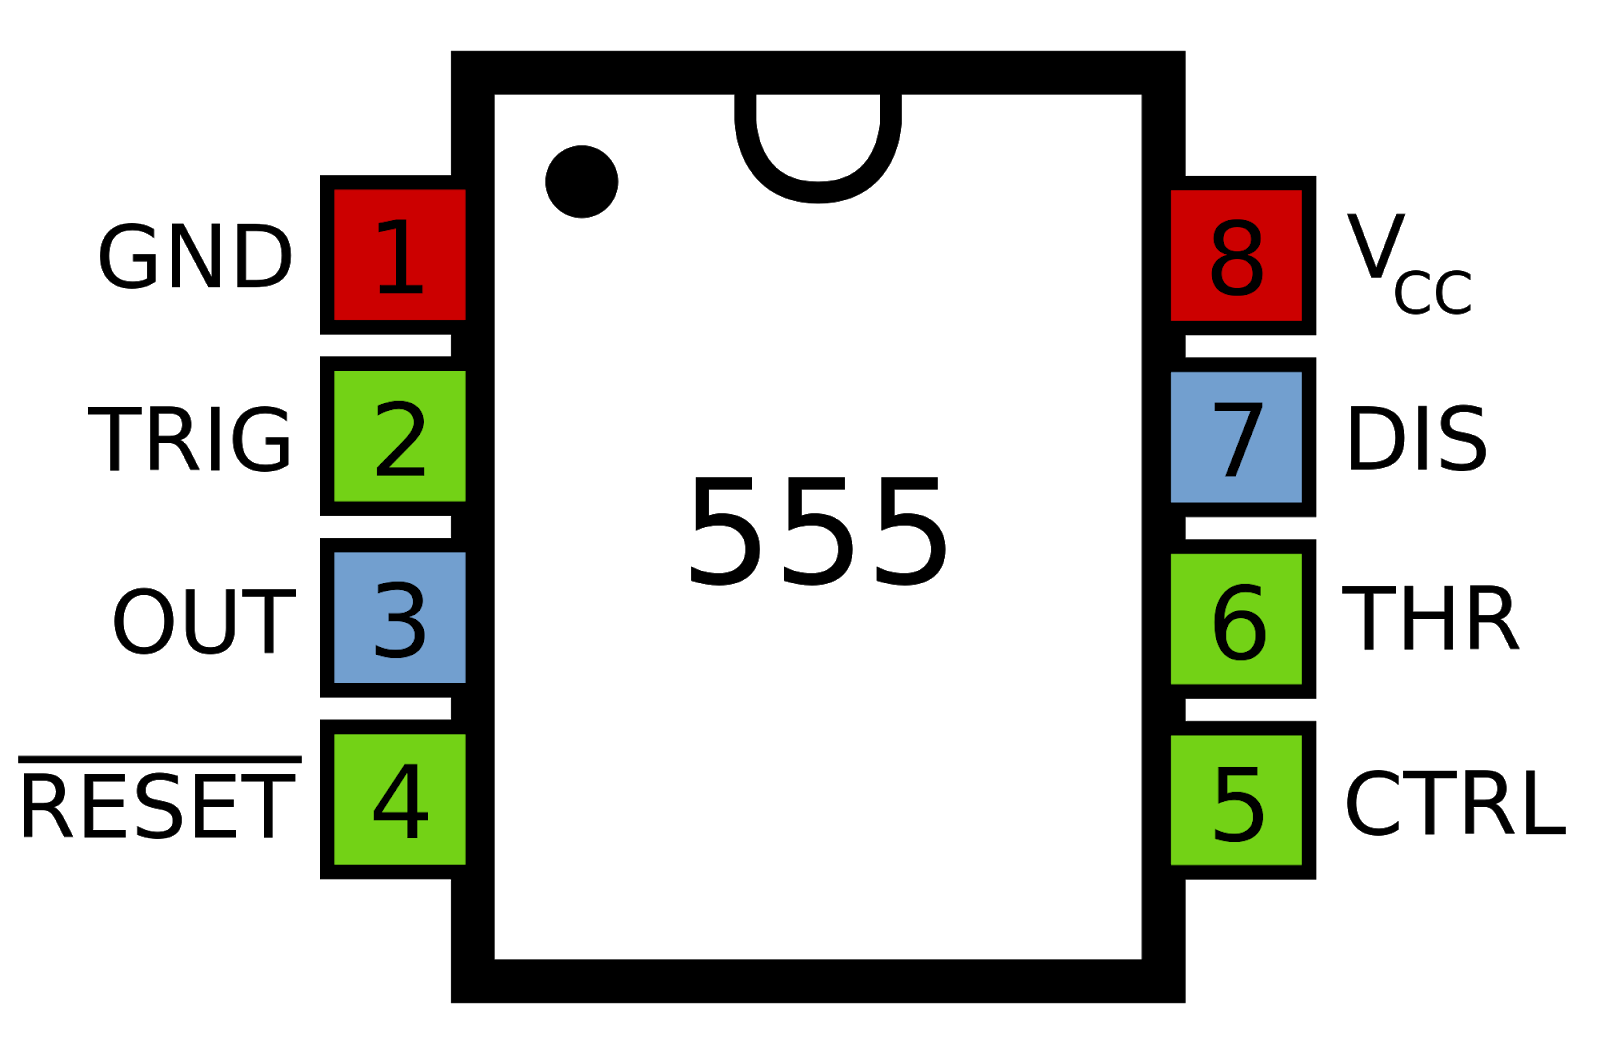 GND 1 8 VCC
TRIG 2 7 DIS
555
OUT 3 6 THR
RESET 4 5 CTRL